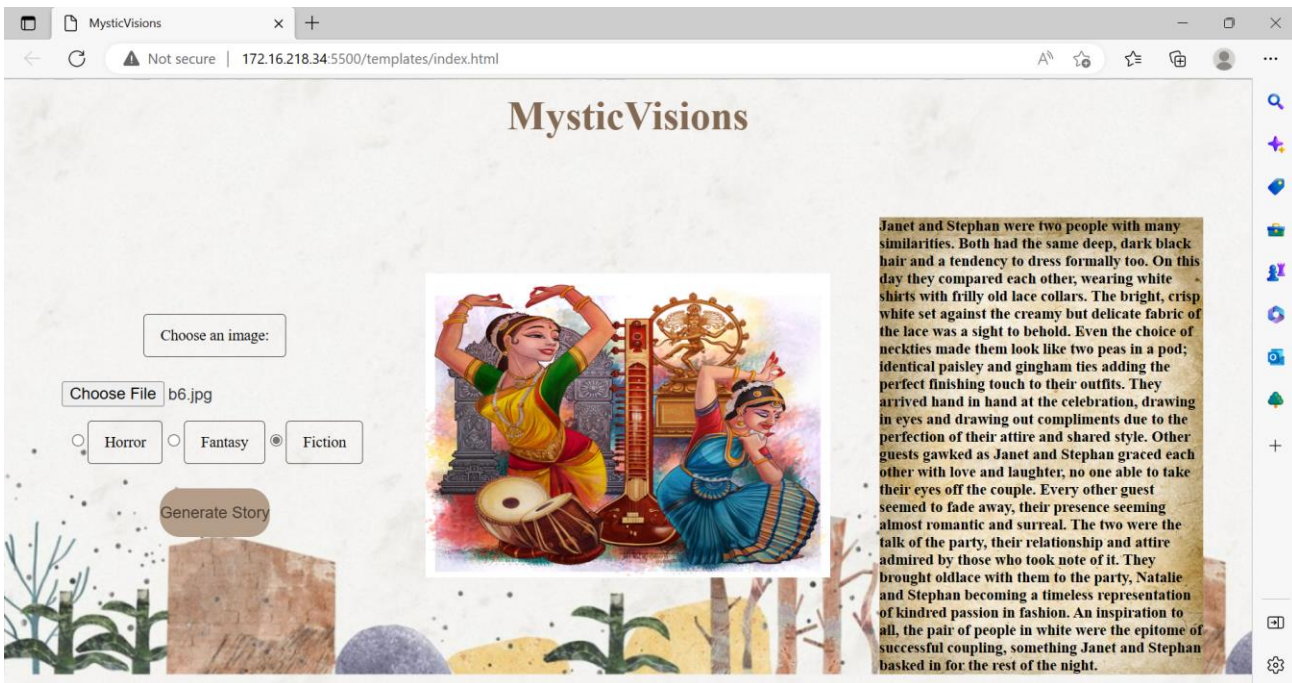 MysticVisions
Not secure | 172.16.218.34:5500/templates/index.html
MysticVisions
Choose an image:
Choose File b6.jpg
Horror Fantasy Fiction
Generate Story
Janet and Stephan were two people with many
similarities. Both had the same deep, dark black
hair and a tendency to dress formally too. On this
day they compared each other, wearing white
shirts with frilly old lace collars. The bright, crisp
white set against the creamy but delicate fabric of
the lace was a sight to behold. Even the choice of
neckties made them look like two peas in a pod;
identical paisley and gingham ties adding the
perfect finishing touch to their outfits. They
arrived hand in hand at the celebration, drawing
in eyes and drawing out compliments due to the
perfection of their attire and shared style. Other
guests gawked as Janet and Stephan graced each
other with love and laughter, no one able to take
their eyes off the couple. Every other guest
seemed to fade away, their presence seeming
almost romantic and surreal. The two were the
talk of the party, their relationship and attire
admired by those who took note of it. They
brought oldlace with them to the party, Natalie
and Stephan becoming a timeless representation
of kindred passion in fashion. An inspiration to
all, the pair of people in white were the epitome of
successful coupling, something Janet and Stephan
basked in for the rest of the night.